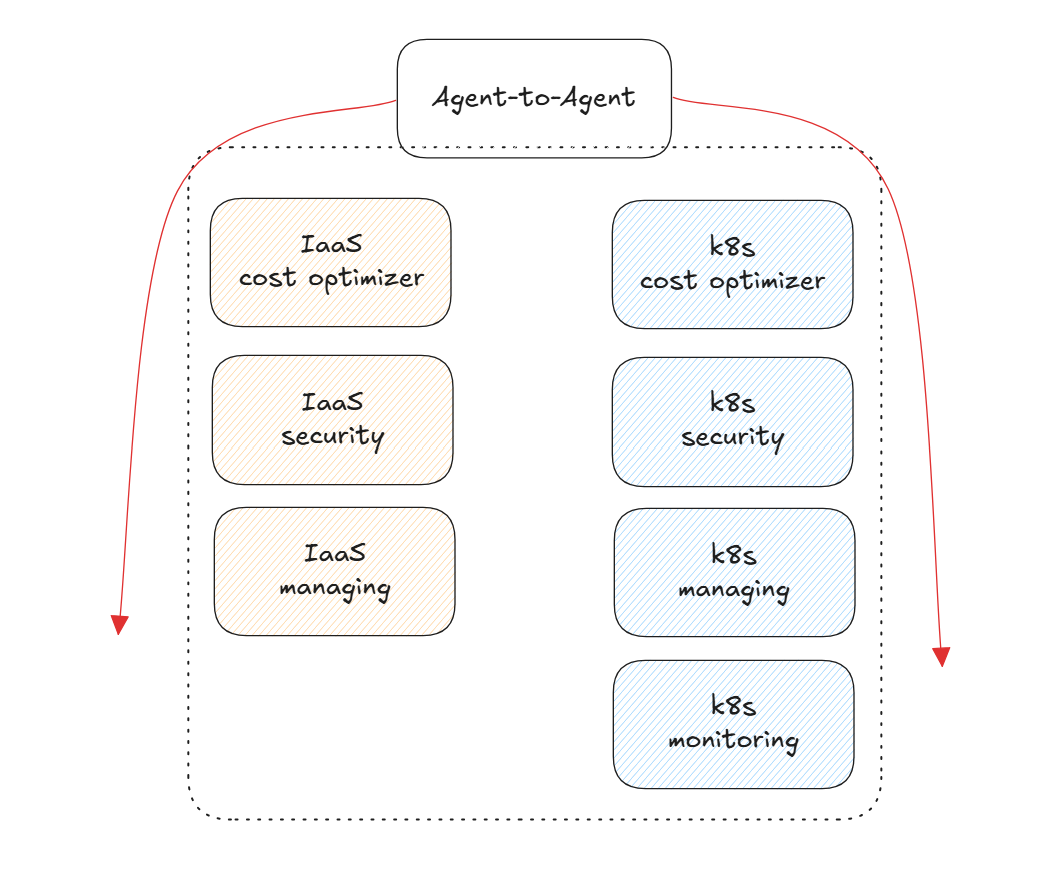 Agent-to-Agent
IaaS
cost optimizer
k8s
cost optimizer
IaaS
security
k8s
security
IaaS
managing
k8s
managing
k8s
monitoring